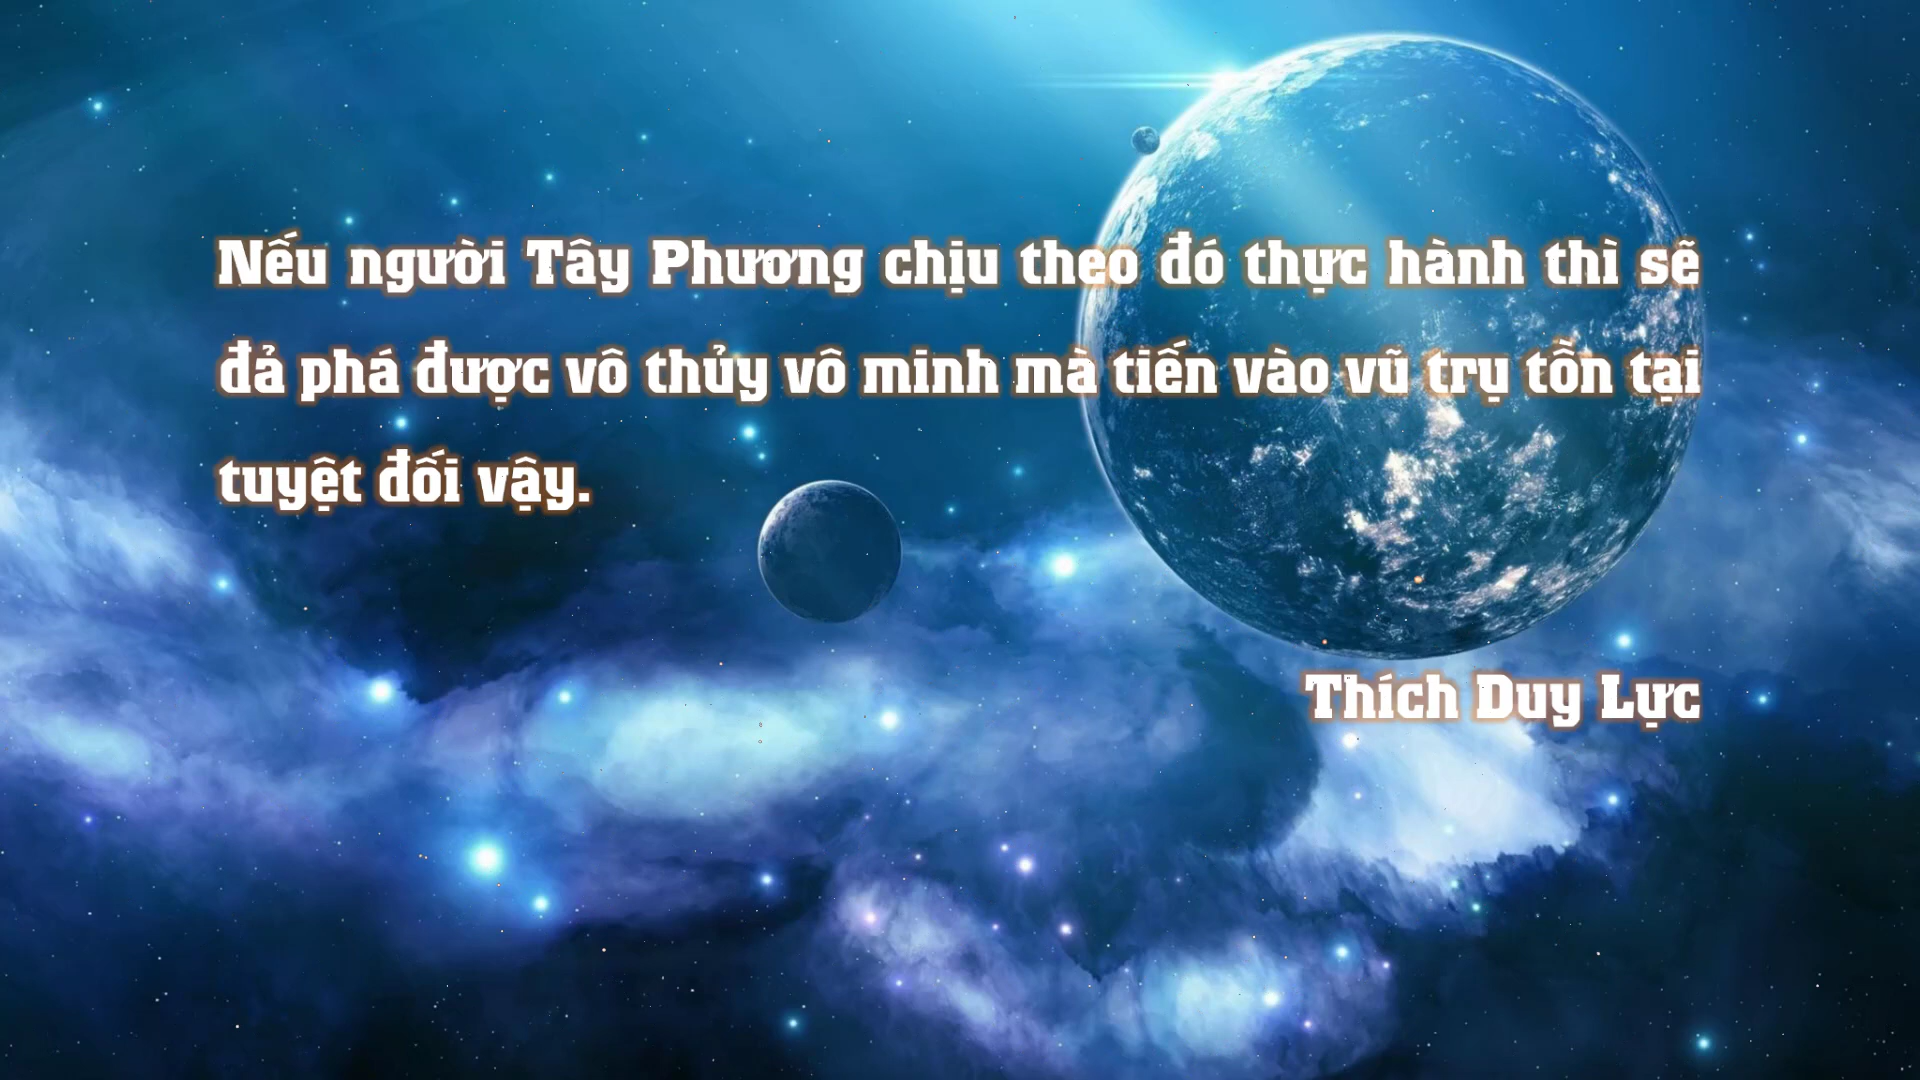 Nếu người Tây Phương chịu theo đó thực hành thì sẽ
đả phá được vô thủy vô minh mà tiến vào vũ trụ tồn tại
tuyệt đối vậy.
Thích Duy Lực